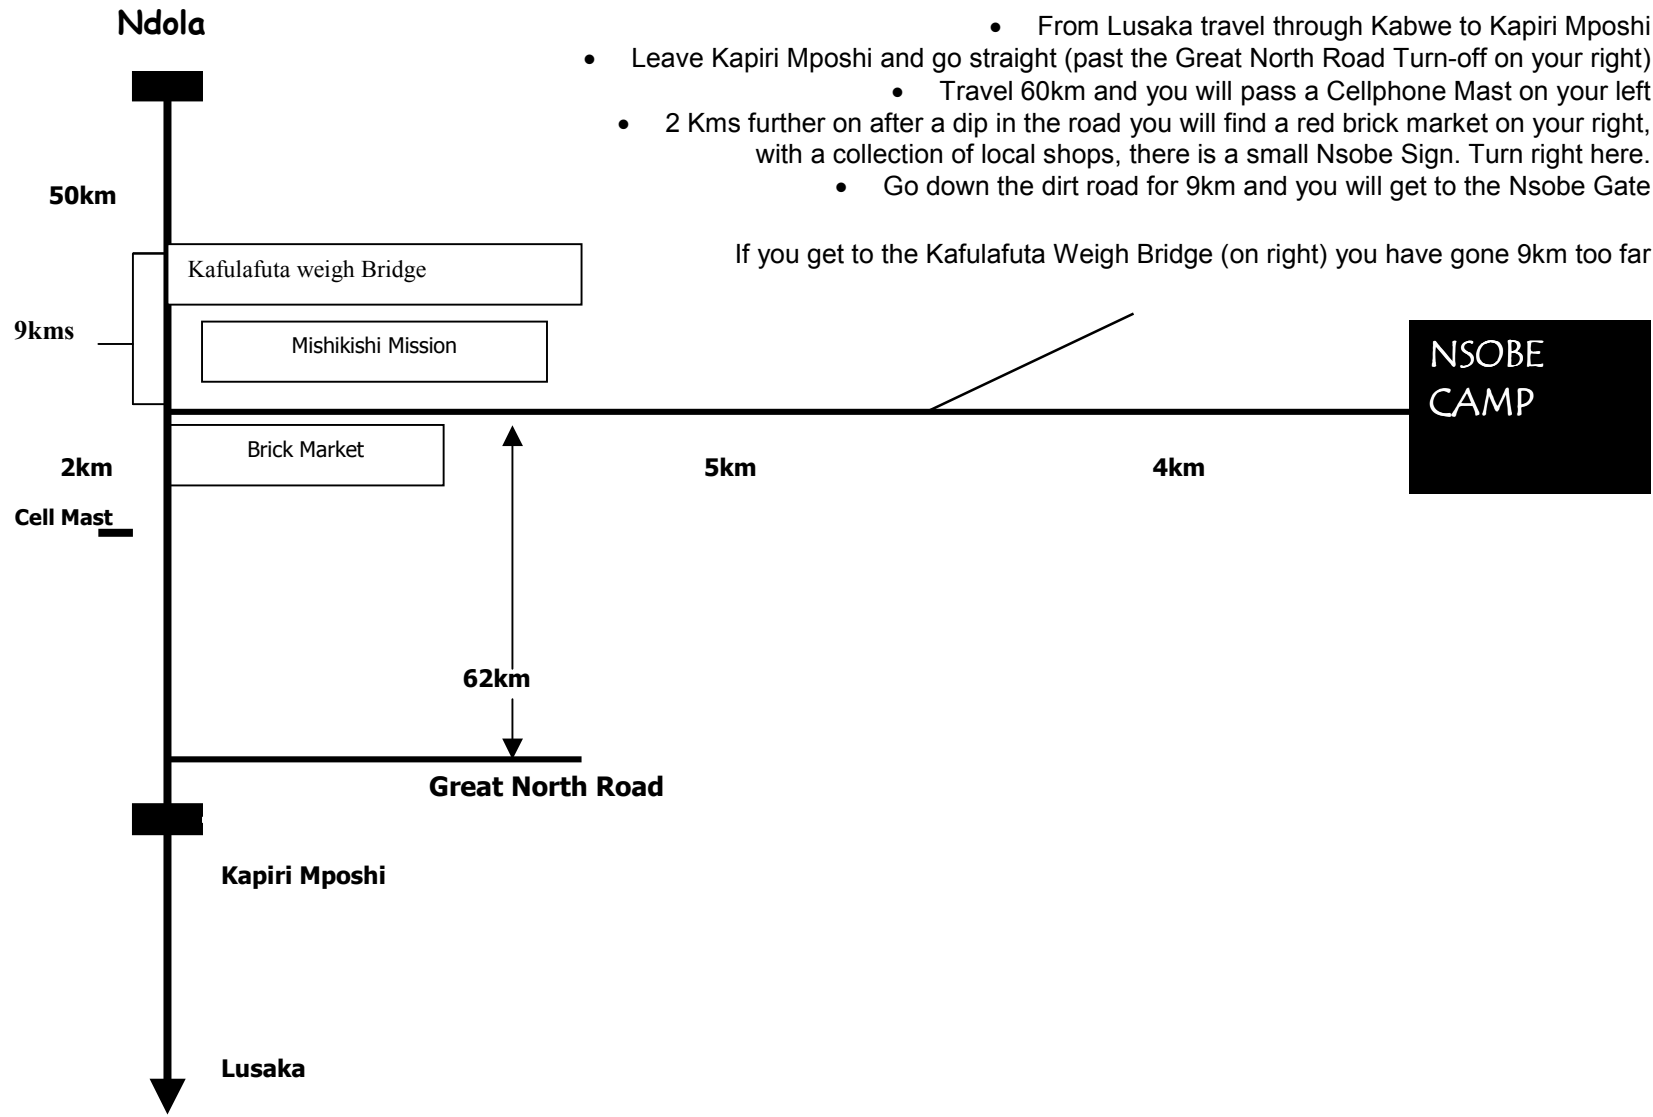 Ndola
• From Lusaka travel through Kabwe to Kapiri Mposhi
• Leave Kapiri Mposhi and go straight (past the Great North Road Turn-off on your right)
• Travel 60km and you will pass a Cellphone Mast on your left
• 2 Kms further on after a dip in the road you will find a red brick market on your right,
with a collection of local shops, there is a small Nsobe Sign. Turn right here.
• Go down the dirt road for 9km and you will get to the Nsobe Gate
If you get to the Kafulafuta Weigh Bridge (on right) you have gone 9km too far
50km
Kafulafuta weigh Bridge
9kms
Mishikishi Mission
NSOBE
CAMP
Brick Market
2km
5km
4km
Cell Mast
62km
Great North Road
Kapiri Mposhi
Lusaka